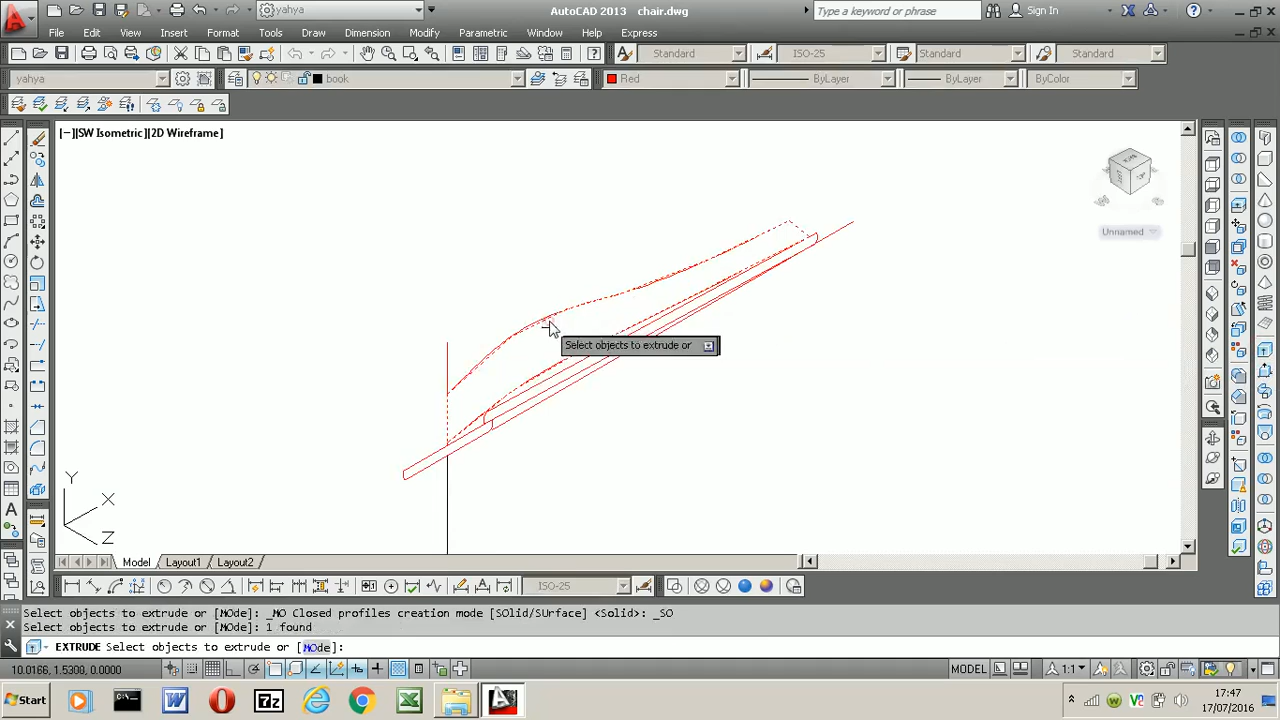 yahya
AutoCAD 2013 chair.dwg
Type a keyword or phrase
Sign In
File Edit View Insert Format Tools Draw Dimension Modify Parametric Window Help Express
Standard ISO-25 Standard Standard
yahya book Red ByLayer ByLayer ByColor
[−][SW Isometric][2D Wireframe]
Unnamed
Select objects to extrude or
Y
X
Z
Model Layout1 Layout2
ISO-25
Select objects to extrude or [MOde]: _MO Closed profiles creation mode [SOlid/SUrface] <Solid>: _SO
Select objects to extrude or [MOde]: 1 found
EXTRUDE Select objects to extrude or [MOde]:
10.0166, 1.5300, 0.0000
MODEL 1:1
Start
17:47
17/07/2016